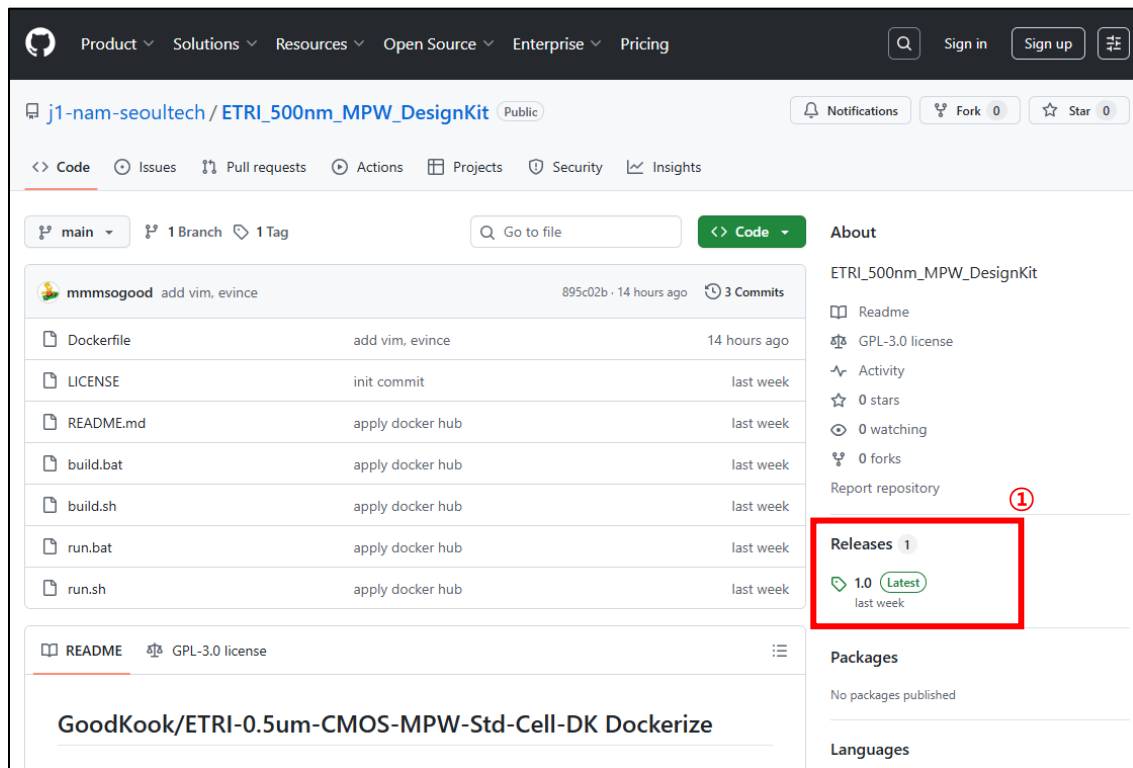 Product Solutions Resources Open Source Enterprise Pricing Sign in Sign up
j1-nam-seoultech / ETRI_500nm_MPW_DesignKit Public Notifications Fork 0 Star 0
Code Issues Pull requests Actions Projects Security Insights
main 1 Branch 1 Tag Go to file Code
mmmsogood add vim, evince 895c02b · 14 hours ago 3 Commits
Dockerfile add vim, evince 14 hours ago
LICENSE init commit last week
README.md apply docker hub last week
build.bat apply docker hub last week
build.sh apply docker hub last week
run.bat apply docker hub last week
run.sh apply docker hub last week
README GPL-3.0 license
GoodKook/ETRI-0.5um-CMOS-MPW-Std-Cell-DK Dockerize
About
ETRI_500nm_MPW_DesignKit
Readme
GPL-3.0 license
Activity
0 stars
0 watching
0 forks
Report repository
①
Releases 1
1.0 Latest
last week
Packages
No packages published
Languages